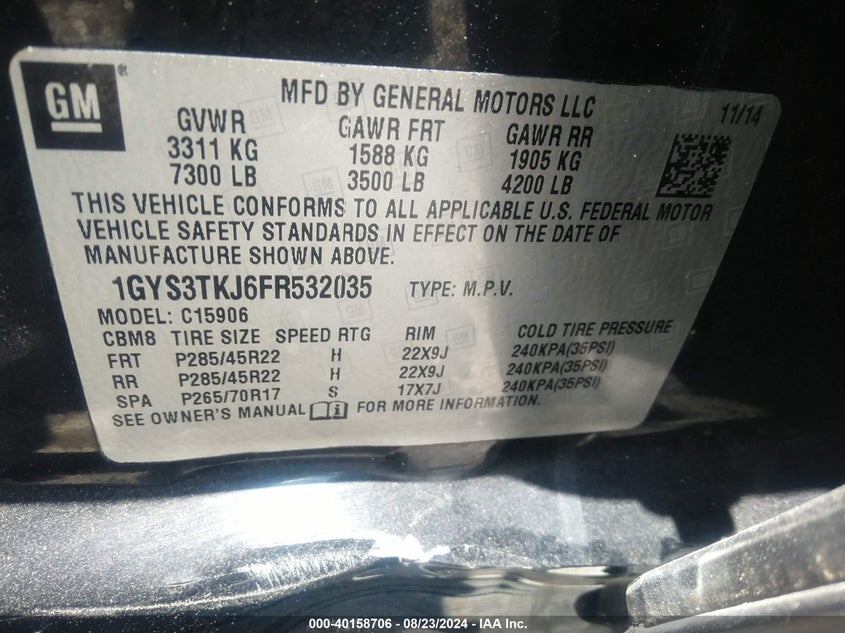 GM ®
MFD BY GENERAL MOTORS LLC
11/14
GVWR GAWR FRT GAWR RR
3311 KG 1588 KG 1905 KG
7300 LB 3500 LB 4200 LB
THIS VEHICLE CONFORMS TO ALL APPLICABLE U.S. FEDERAL MOTOR
VEHICLE SAFETY STANDARDS IN EFFECT ON THE DATE OF
MANUFACTURE SHOWN ABOVE.
1GYS3TKJ6FR532035 TYPE: M.P.V.
MODEL: C15906
CBM8 TIRE SIZE SPEED RTG RIM COLD TIRE PRESSURE
FRT P285/45R22 H 22X9J 240KPA(35PSI)
RR P285/45R22 H 22X9J 240KPA(35PSI)
SPA P265/70R17 S 17X7J 240KPA(35PSI)
SEE OWNER'S MANUAL FOR MORE INFORMATION.
000-40158706 - 08/23/2024 - IAA Inc.